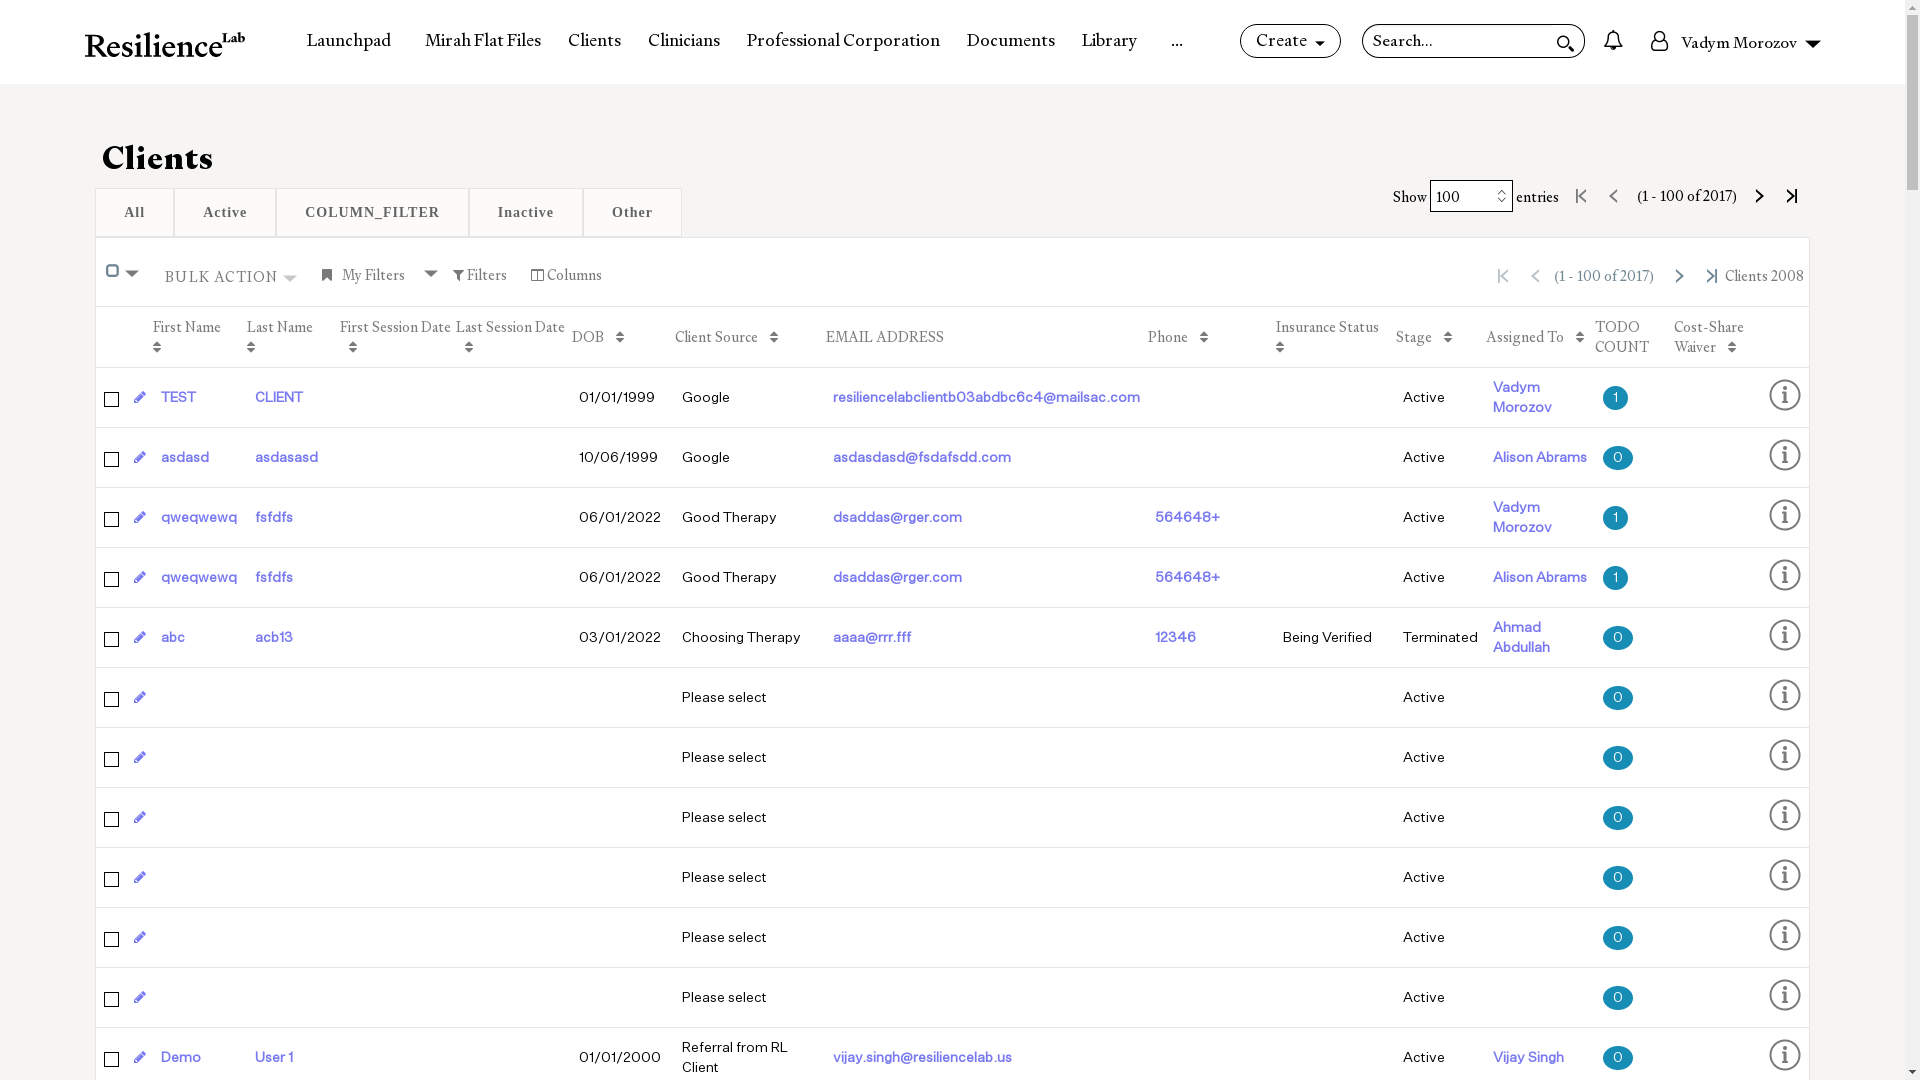 ResilienceLab Launchpad Mirah Flat Files Clients Clinicians Professional Corporation Documents Library ... Create Search... Vadym Morozov
Clients
Show 100 entries (1 - 100 of 2017)
All Active COLUMN_FILTER Inactive Other
BULK ACTION My Filters Filters Columns (1 - 100 of 2017) Clients 2008
First Name Last Name First Session Date Last Session Date DOB Client Source EMAIL ADDRESS Phone Insurance Status Stage Assigned To TODO COUNT Cost-Share Waiver
TEST CLIENT 01/01/1999 Google resiliencelabclientb03abdbc6c4@mailsac.com Active Vadym Morozov 1
asdasd asdasasd 10/06/1999 Google asdasdasd@fsdafsdd.com Active Alison Abrams 0
qweqwewq fsfdfs 06/01/2022 Good Therapy dsaddas@rger.com 564648+ Active Vadym Morozov 1
qweqwewq fsfdfs 06/01/2022 Good Therapy dsaddas@rger.com 564648+ Active Alison Abrams 1
abc acb13 03/01/2022 Choosing Therapy aaaa@rrr.fff 12346 Being Verified Terminated Ahmad Abdullah 0
Please select Active 0
Please select Active 0
Please select Active 0
Please select Active 0
Please select Active 0
Please select Active 0
Demo User 1 01/01/2000 Referral from RL Client vijay.singh@resiliencelab.us Active Vijay Singh 0